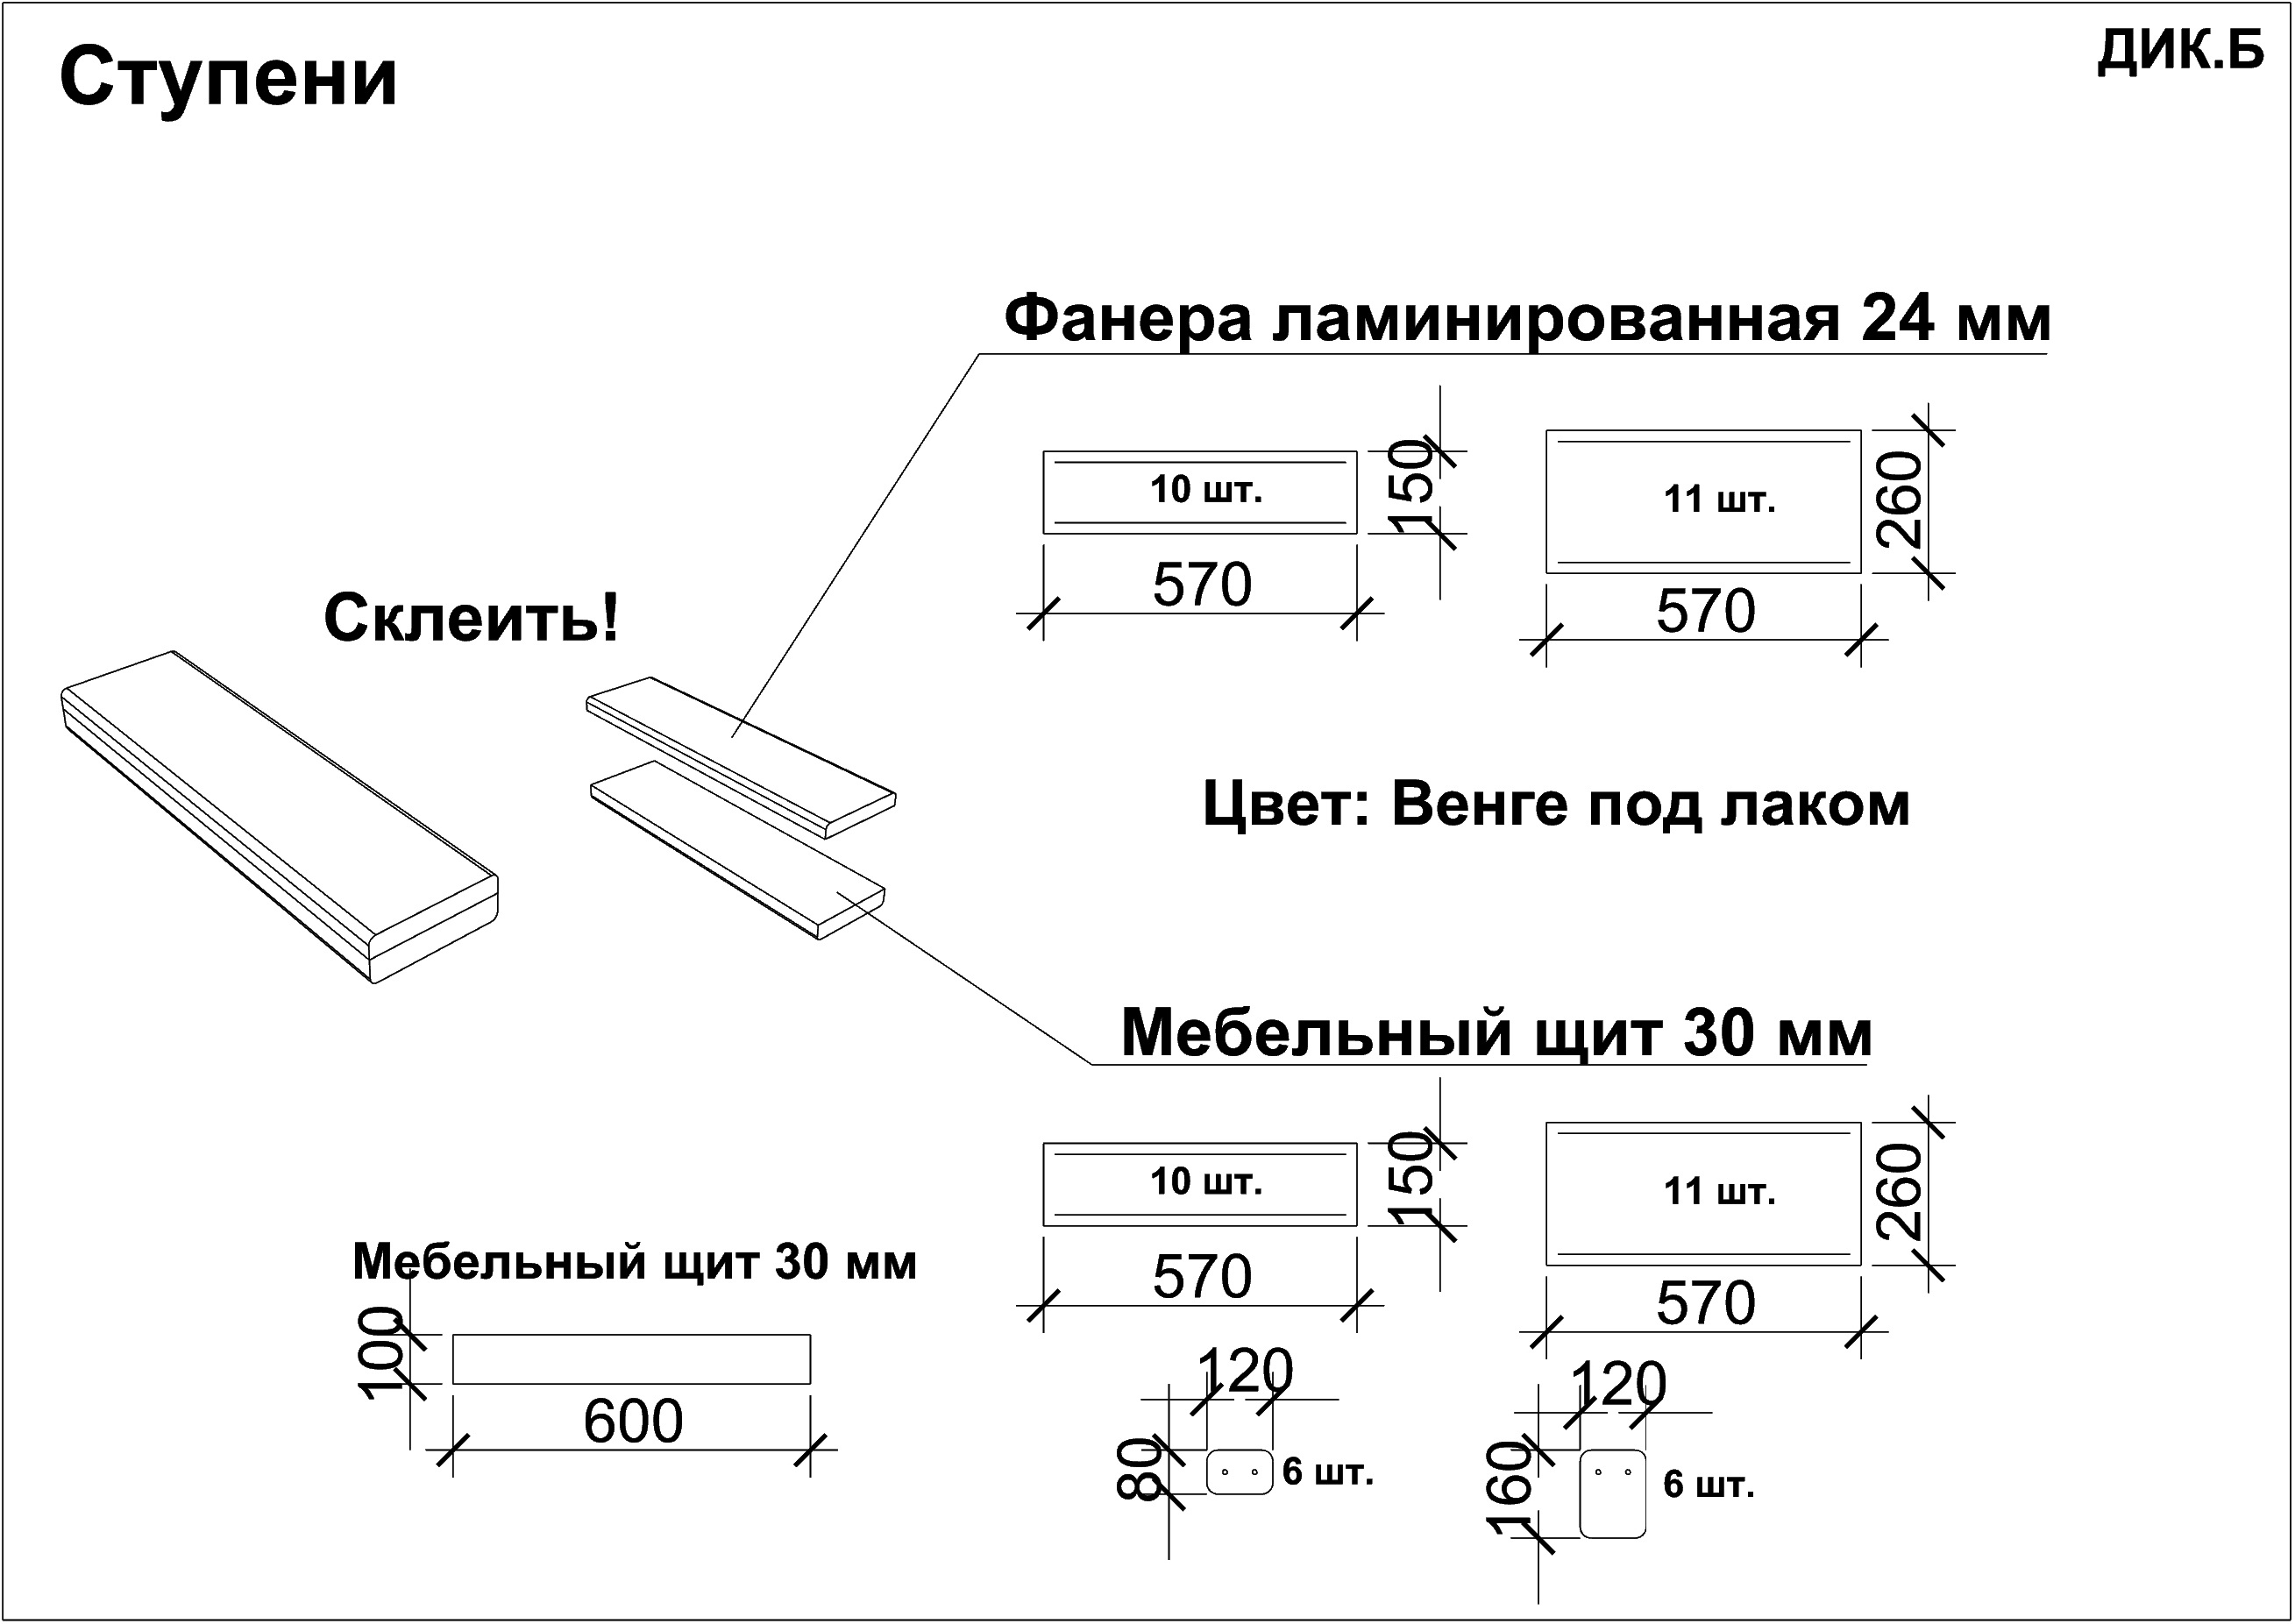 Ступени
ДИК.Б
Фанера ламинированная 24 мм
10 шт.
150
570
11 шт.
260
570
Склеить!
Цвет: Венге под лаком
Мебельный щит 30 мм
10 шт.
150
570
11 шт.
260
570
Мебельный щит 30 мм
100
600
120
80
6 шт.
120
160
6 шт.